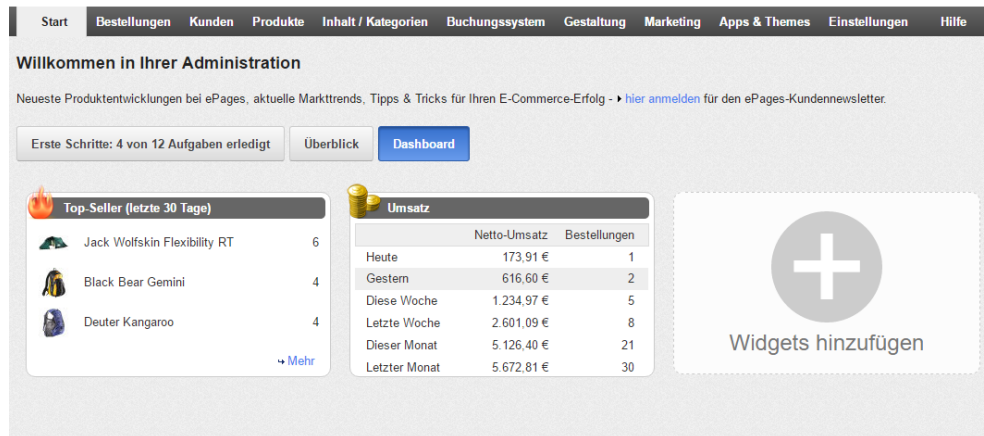 Start Bestellungen Kunden Produkte Inhalt / Kategorien Buchungssystem Gestaltung Marketing Apps & Themes Einstellungen Hilfe
Willkommen in Ihrer Administration
Neueste Produktentwicklungen bei ePages, aktuelle Markttrends, Tipps & Tricks für Ihren E-Commerce-Erfolg - hier anmelden für den ePages-Kundennewsletter.
Erste Schritte: 4 von 12 Aufgaben erledigt Überblick Dashboard
Top-Seller (letzte 30 Tage)
Jack Wolfskin Flexibility RT 6
Black Bear Gemini 4
Deuter Kangaroo 4
Mehr
Umsatz
Netto-Umsatz Bestellungen
Heute 173,91 € 1
Gestern 616,60 € 2
Diese Woche 1.234,97 € 5
Letzte Woche 2.601,09 € 8
Dieser Monat 5.126,40 € 21
Letzter Monat 5.672,81 € 30
Widgets hinzufügen